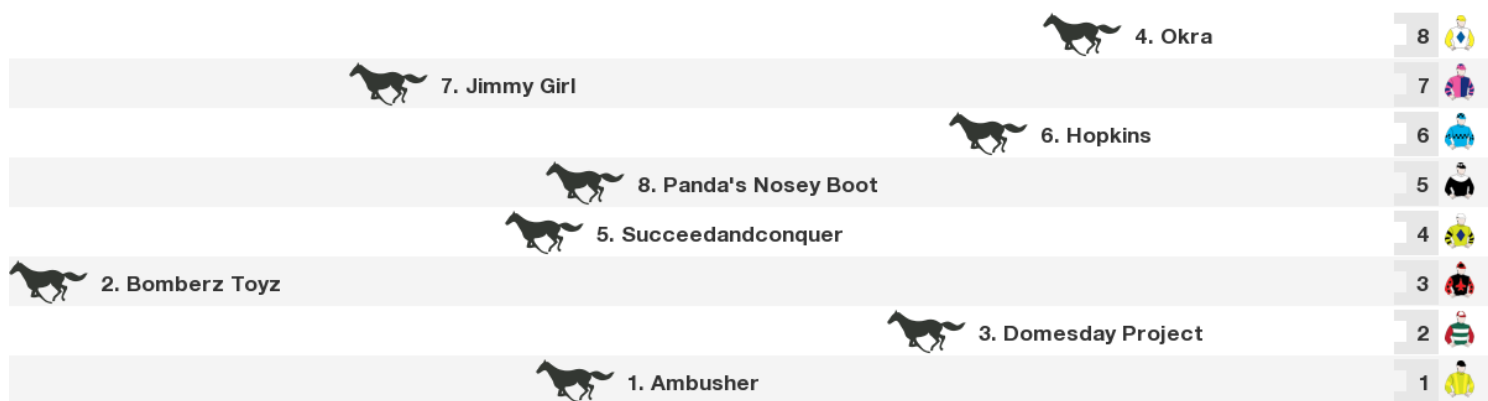 4. Okra 8
7. Jimmy Girl 7
6. Hopkins 6
8. Panda's Nosey Boot 5
5. Succeedandconquer 4
2. Bomberz Toyz 3
3. Domesday Project 2
1. Ambusher 1